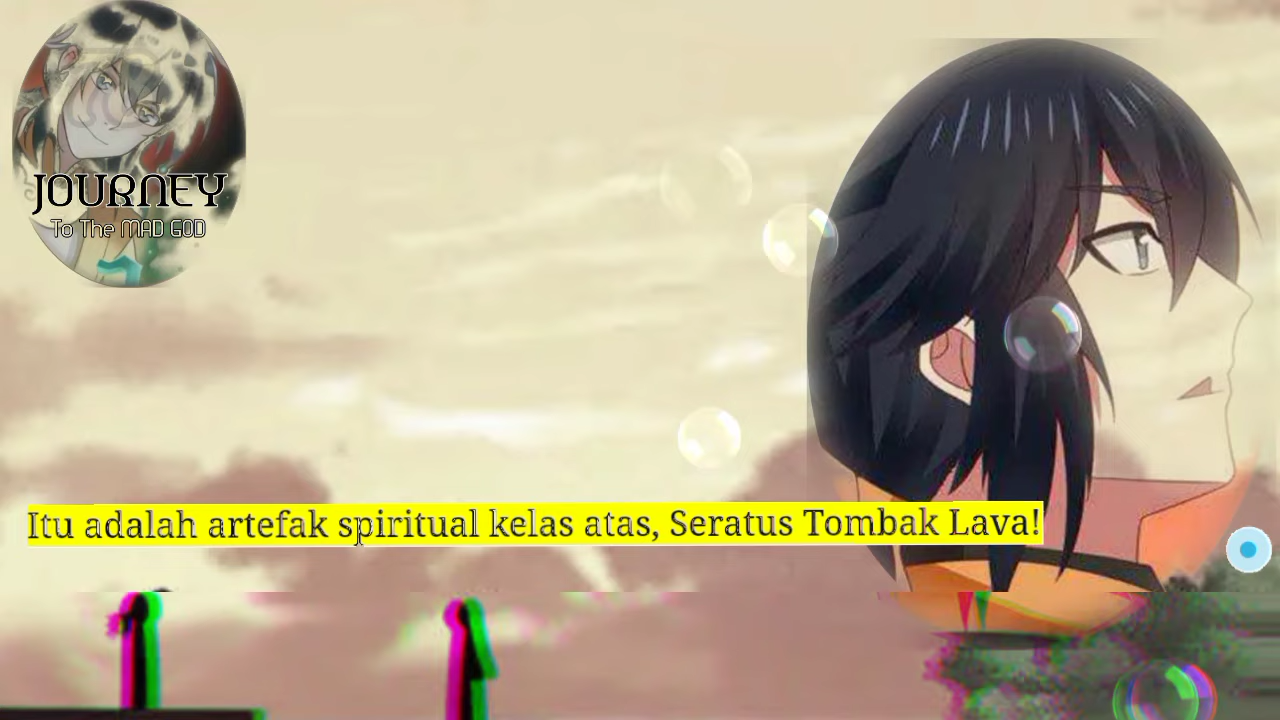 JOURNEY
To The MAD GOD
Itu adalah artefak spiritual kelas atas, Seratus Tombak Lava!